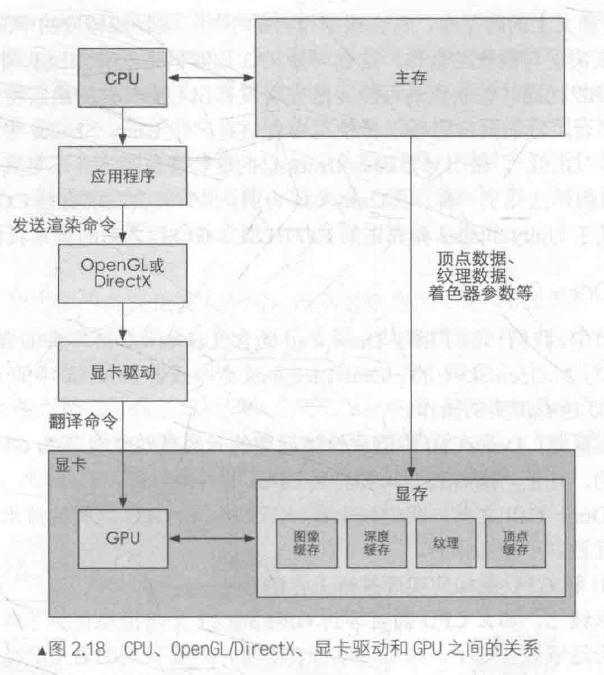 CPU
主存
应用程序
发送渲染命令
OpenGL或
DirectX
顶点数据、
纹理数据、
着色器参数等
显卡驱动
翻译命令
显卡
显存
GPU
图像
缓存
深度
缓存
纹理
顶点
缓存
▲图 2.18 CPU、OpenGL/DirectX、显卡驱动和 GPU 之间的关系